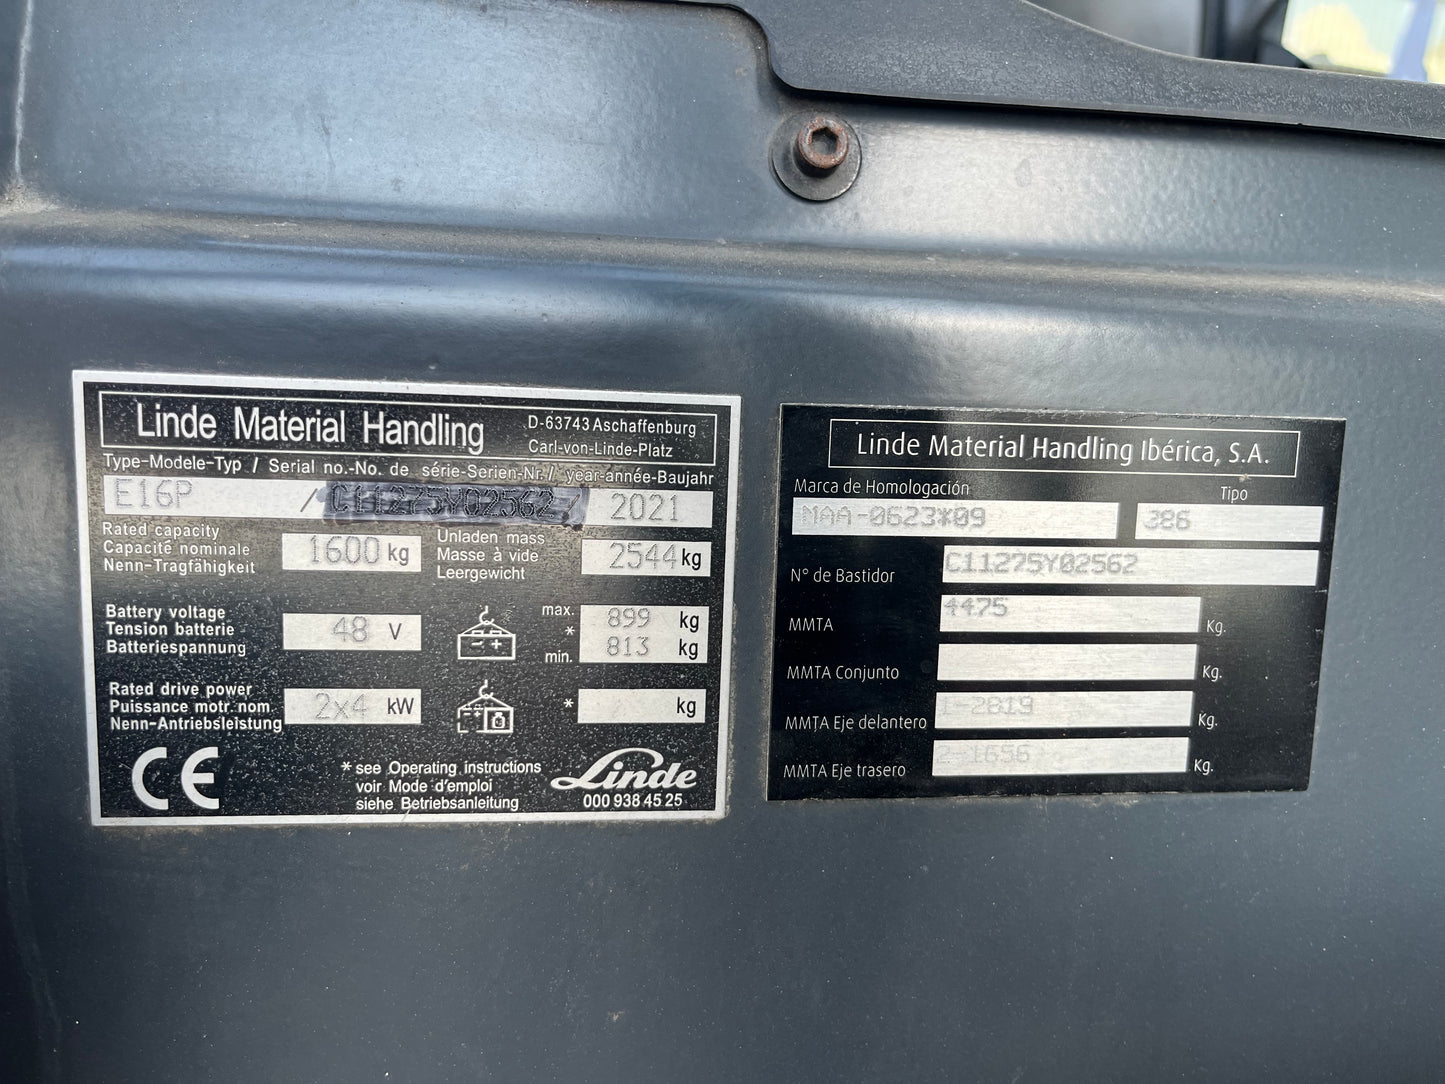 Linde Material Handling
D-63743 Aschaffenburg
Carl-von-Linde-Platz
Type-Modele-Typ / Serial no.-No. de série-Serien-Nr. / year-année-Baujahr
E16P / C11275Y02562 / 2021
Rated capacity
Capacité nominale
Nenn-Tragfähigkeit
1600 kg
Unladen mass
Masse à vide
Leergewicht
2544 kg
Battery voltage
Tension batterie
Batteriespannung
48 V
max. 899 kg
*
min. 813 kg
Rated drive power
Puissance motr. nom.
Nenn-Antriebsleistung
2x4 kW
* kg
CE
* see Operating instructions
voir Mode d'emploi
siehe Betriebsanleitung
Linde
000 938 45 25
Linde Material Handling Ibérica, S.A.
Marca de Homologación
Tipo
MAA-0623*09
386
N° de Bastidor C11275Y02562
MMTA 4475 Kg.
MMTA Conjunto Kg.
MMTA Eje delantero 1-2819 Kg.
MMTA Eje trasero 2-1656 Kg.